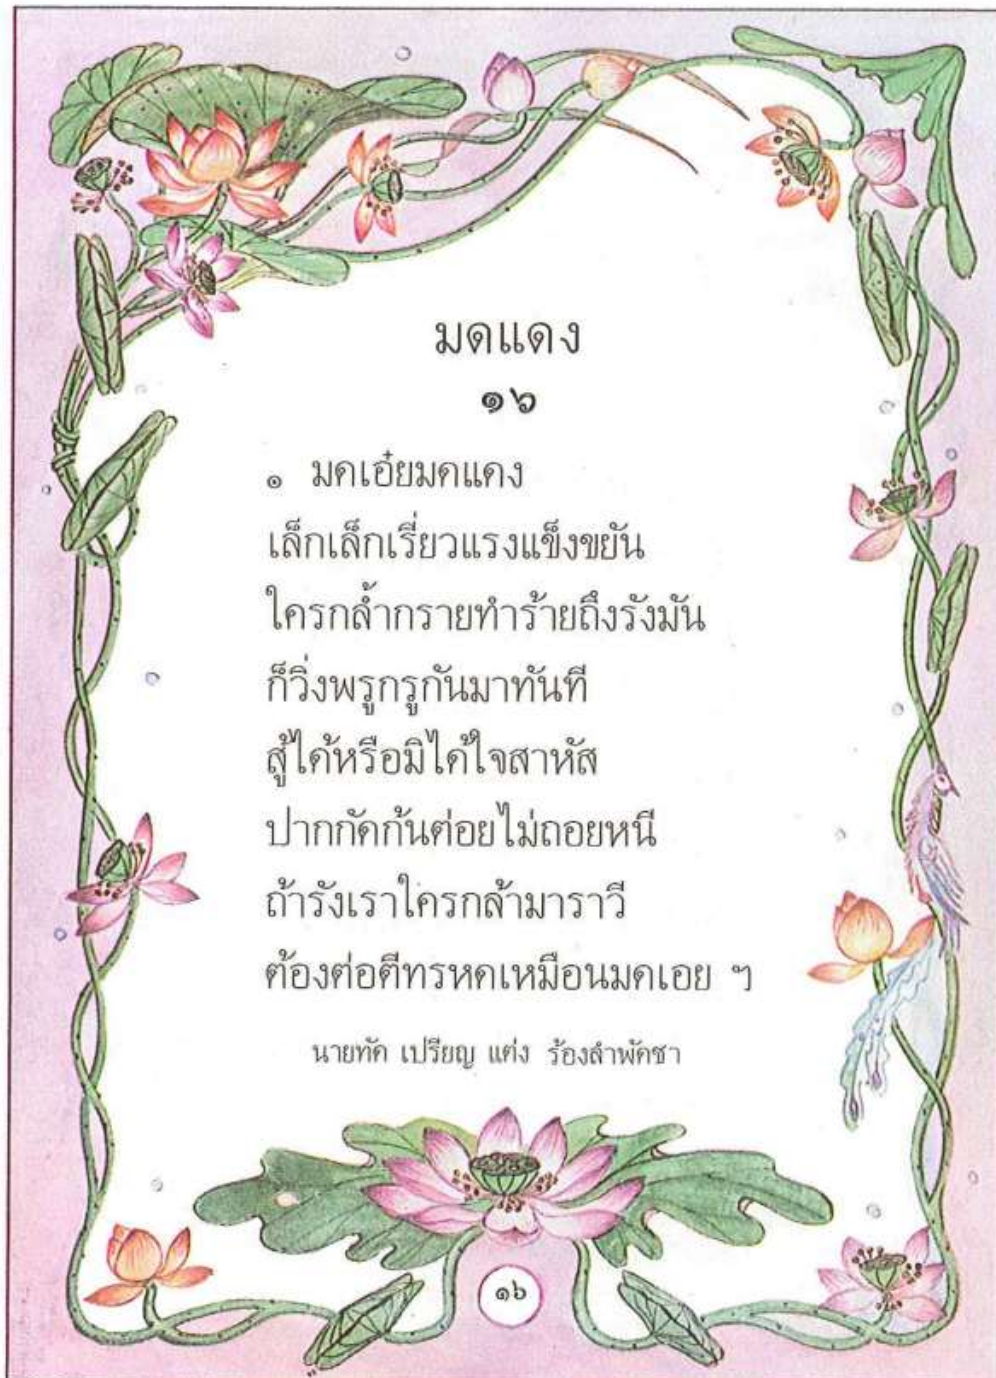 มดแดง
๑๖
๑ มดเอ๋ยมดแดง
เล็กเล็กเรี่ยวแรงแข็งขยัน
ใครกล้ำกรายทำร้ายถึงรังมัน
ก็วิ่งพรูกรูกันมาทันที
สู้ได้หรือมิได้ใจสาหัส
ปากกัดก้นต่อยไม่ถอยหนี
ถ้ารังเราใครกล้ามาราวี
ต้องต่อตีทรหดเหมือนมดเอย ฯ
นายทัด เปรียญ แต่ง ร้องลำพัดชา
๑๖